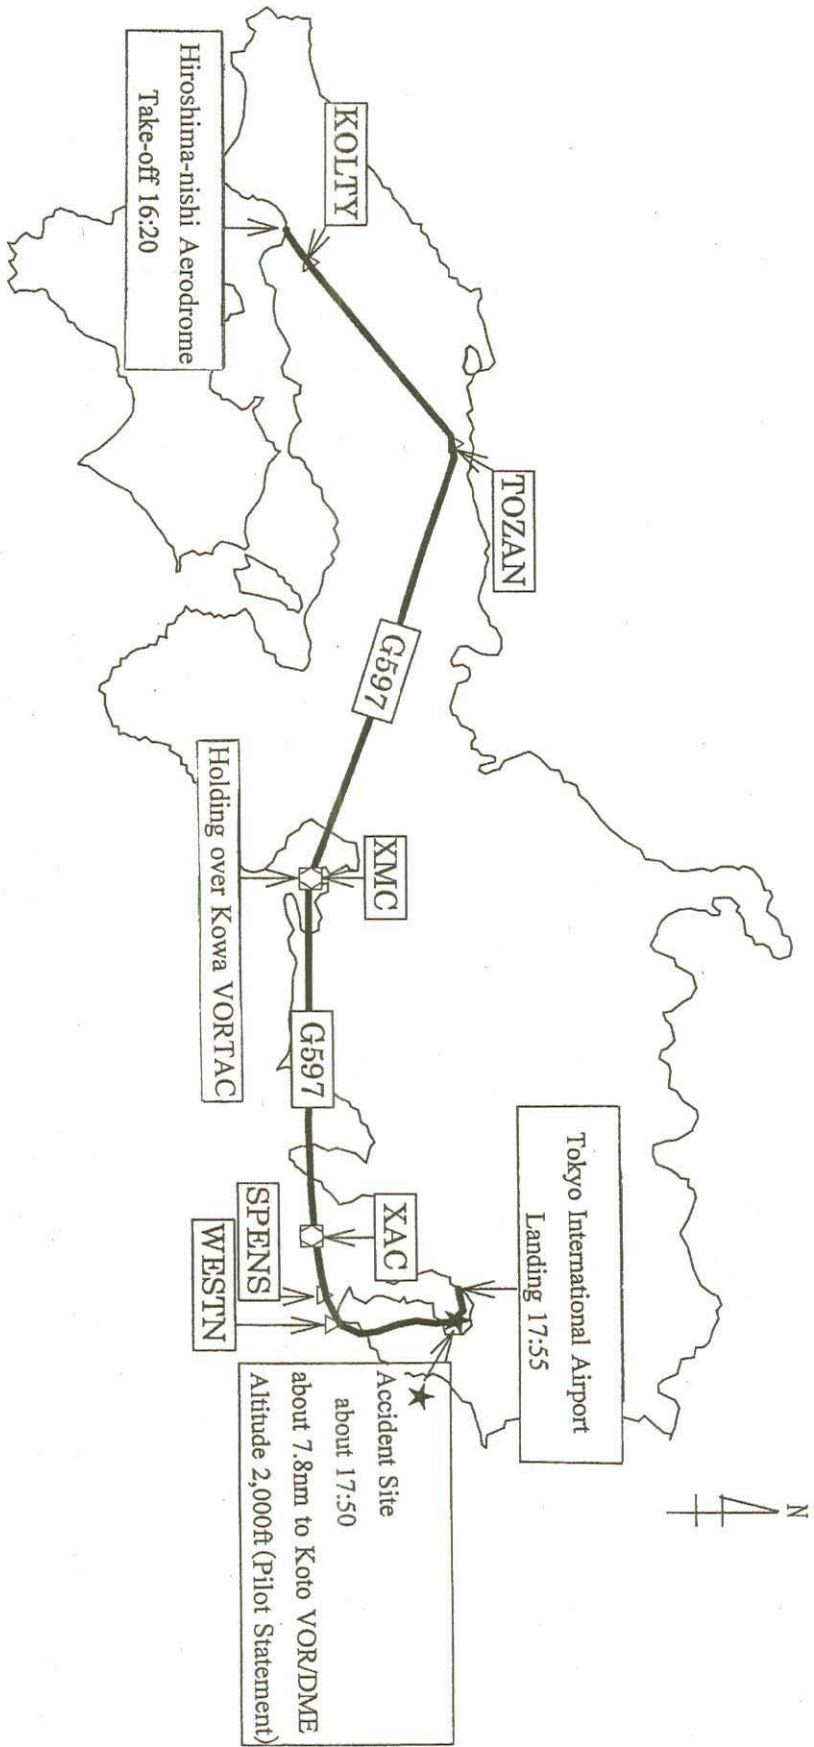 N
Tokyo International Airport
Landing 17:55
KOLTY
TOZAN
G597
XMC
G597
XAC
Hiroshima-nishi Aerodrome
Take-off 16:20
Holding over Kowa VORTAC
SPENS
WESTN
★
Accident Site
about 17:50
about 7.8nm to Koto VOR/DME
Altitude 2,000ft (Pilot Statement)